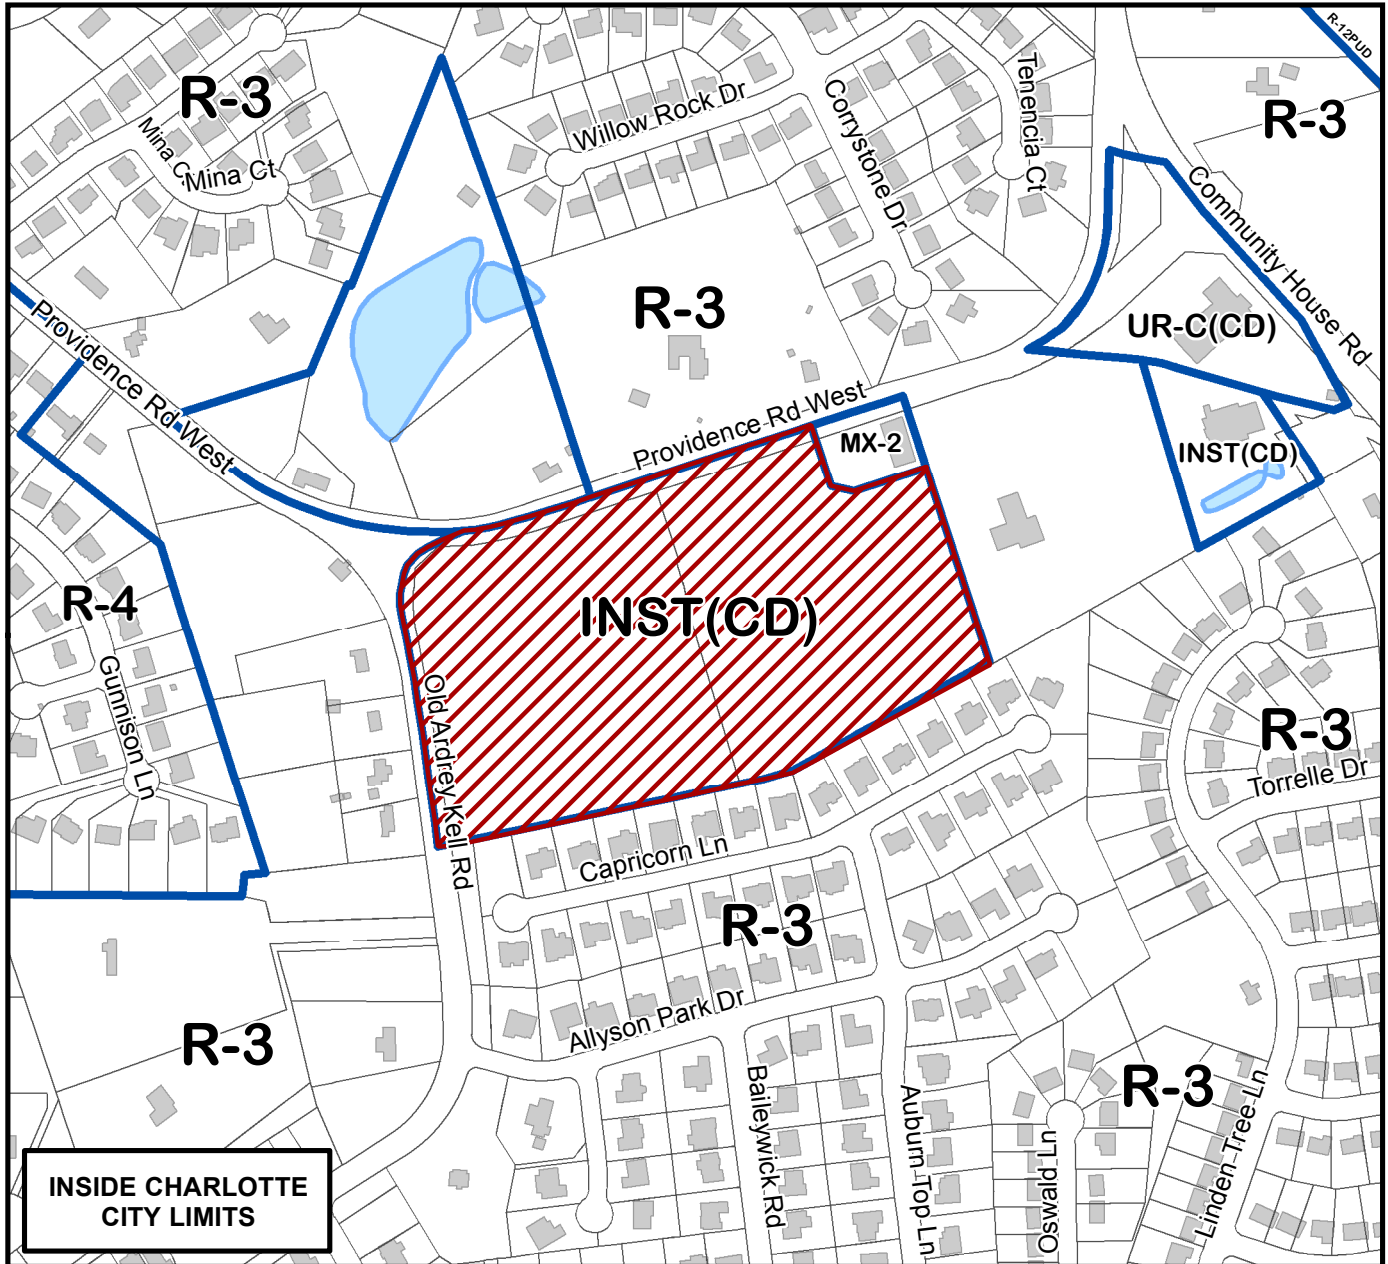 R-12PUD
R-3
R-3
Willow Rock Dr
Tenencia Ct
Corrystone Dr
Mina C
Mina Ct
Community House Rd
R-3
Providence Rd West
UR-C(CD)
Providence Rd West
MX-2
INST(CD)
R-4
INST(CD)
Gunnison Ln
Old Ardrey Kell Rd
R-3
Torrelle Dr
Capricorn Ln
R-3
R-3
Allyson Park Dr
R-3
Baileywick Rd
Auburn Top Ln
Oswald Ln
Linden Tree Ln
INSIDE CHARLOTTE
CITY LIMITS